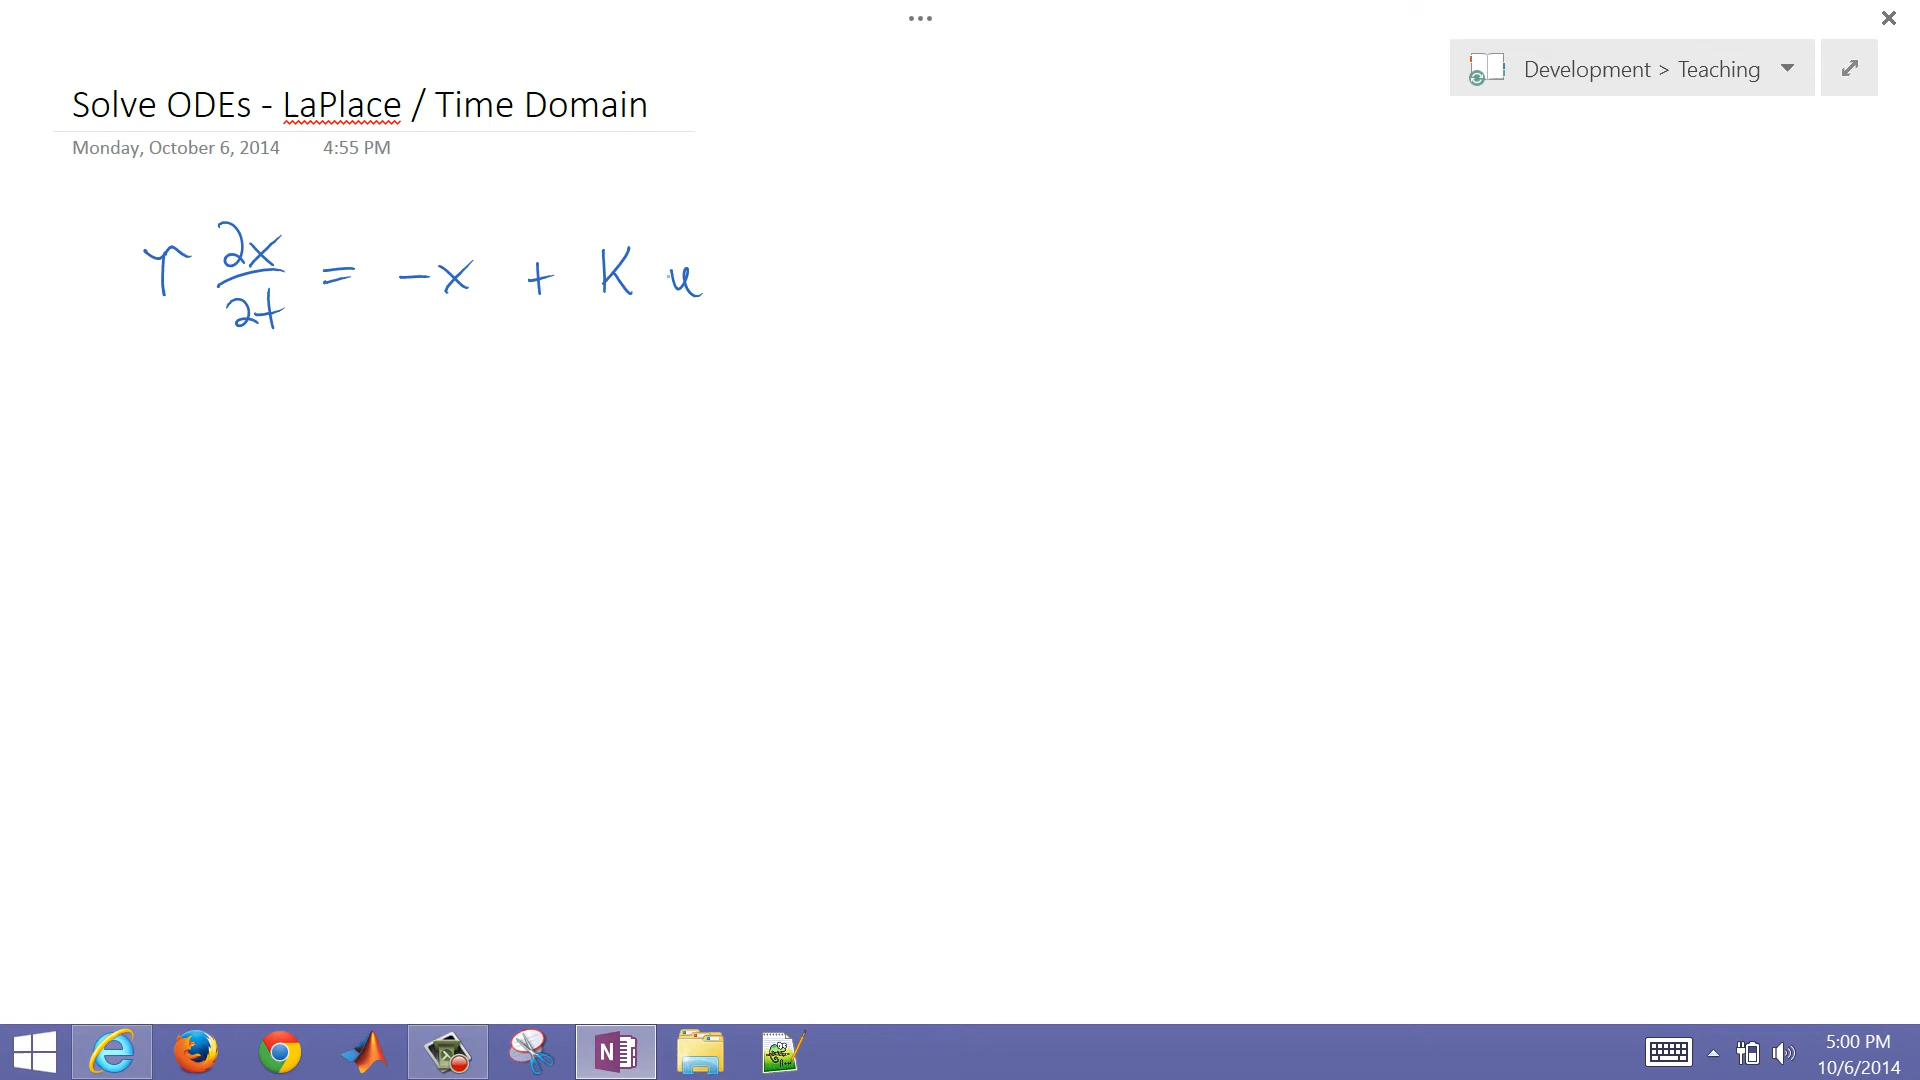 Development > Teaching
Solve ODEs - LaPlace / Time Domain
Monday, October 6, 2014 4:55 PM
τ ∂x/∂t = -x + K u
N
5:00 PM
10/6/2014